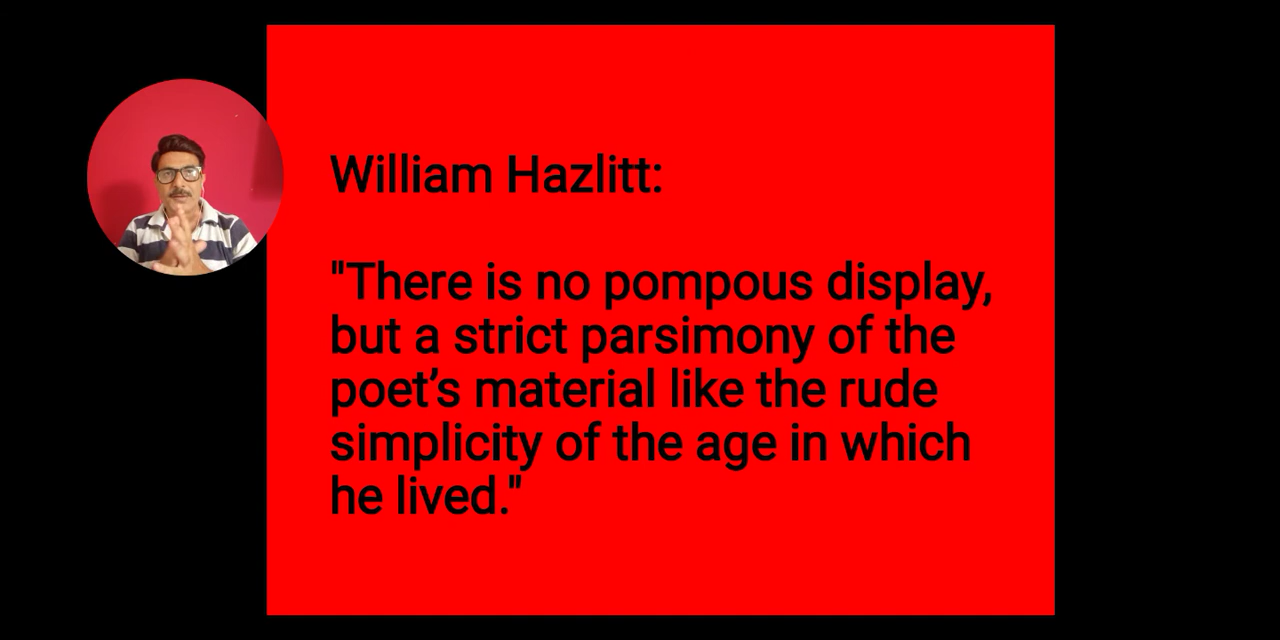 William Hazlitt:
"There is no pompous display,
but a strict parsimony of the
poet’s material like the rude
simplicity of the age in which
he lived."